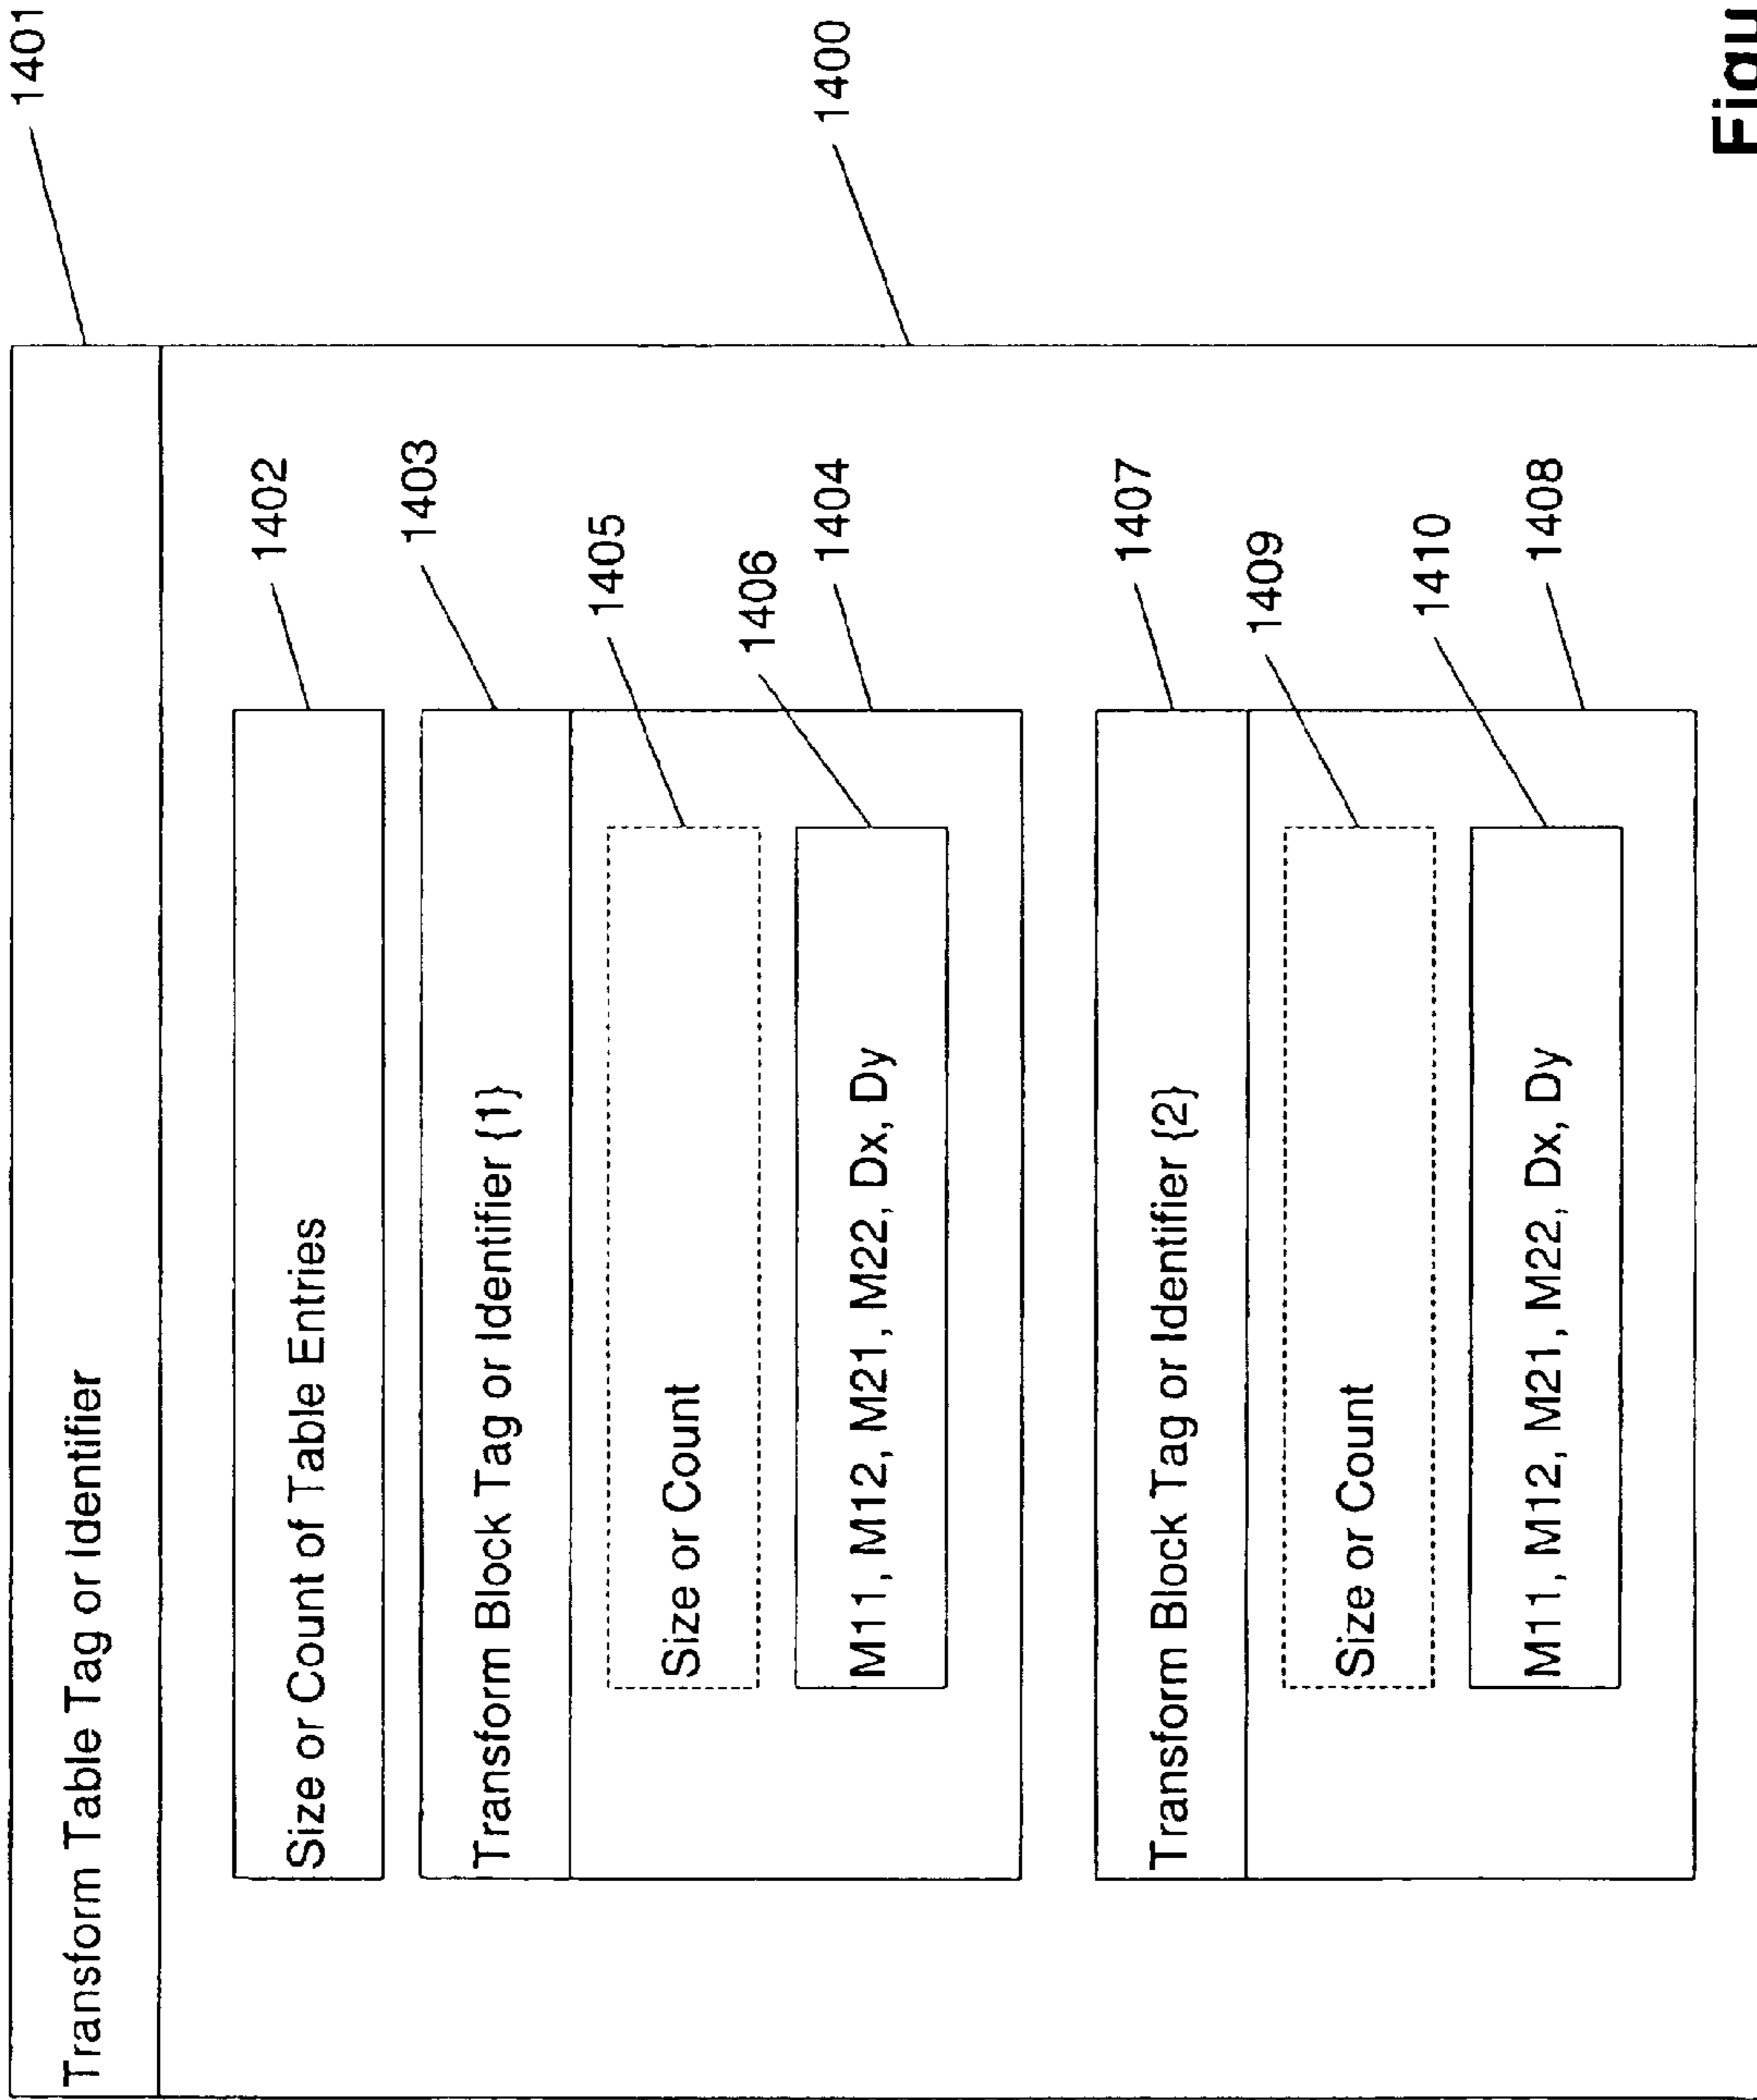 Transform Table Tag or Identifier
1401
Size or Count of Table Entries
1402
Transform Block Tag or Identifier {1}
1403
Size or Count
1405
M11, M12, M21, M22, Dx, Dy
1406
1404
1400
Transform Block Tag or Identifier {2}
1407
Size or Count
1409
M11, M12, M21, M22, Dx, Dy
1410
1408